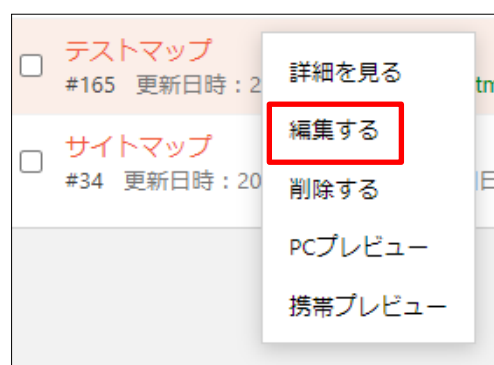 テストマップ
#165 更新日時：2
tm
サイトマップ
#34 更新日時：20
詳細を見る
編集する
削除する
PCプレビュー
携帯プレビュー